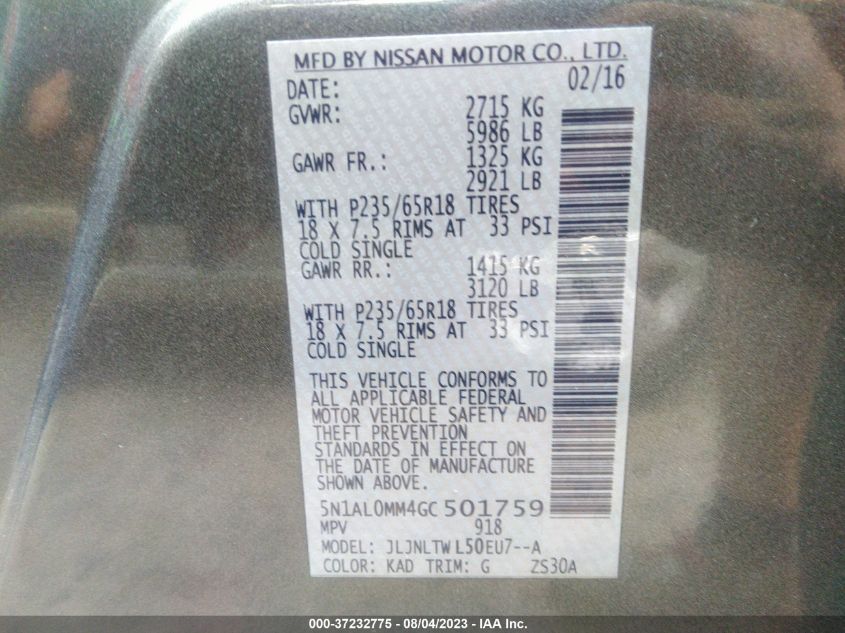 MFD BY NISSAN MOTOR CO., LTD.
DATE: 02/16
GVWR: 2715 KG
5986 LB
GAWR FR.: 1325 KG
2921 LB
WITH P235/65R18 TIRES
18 X 7.5 RIMS AT 33 PSI
COLD SINGLE
GAWR RR.: 1415 KG
3120 LB
WITH P235/65R18 TIRES
18 X 7.5 RIMS AT 33 PSI
COLD SINGLE
THIS VEHICLE CONFORMS TO
ALL APPLICABLE FEDERAL
MOTOR VEHICLE SAFETY AND
THEFT PREVENTION
STANDARDS IN EFFECT ON
THE DATE OF MANUFACTURE
SHOWN ABOVE.
5N1AL0MM4GC501759
MPV 918
MODEL: JLJNLTWL50EU7--A
COLOR: KAD TRIM: G ZS30A
000-37232775 - 08/04/2023 - IAA Inc.